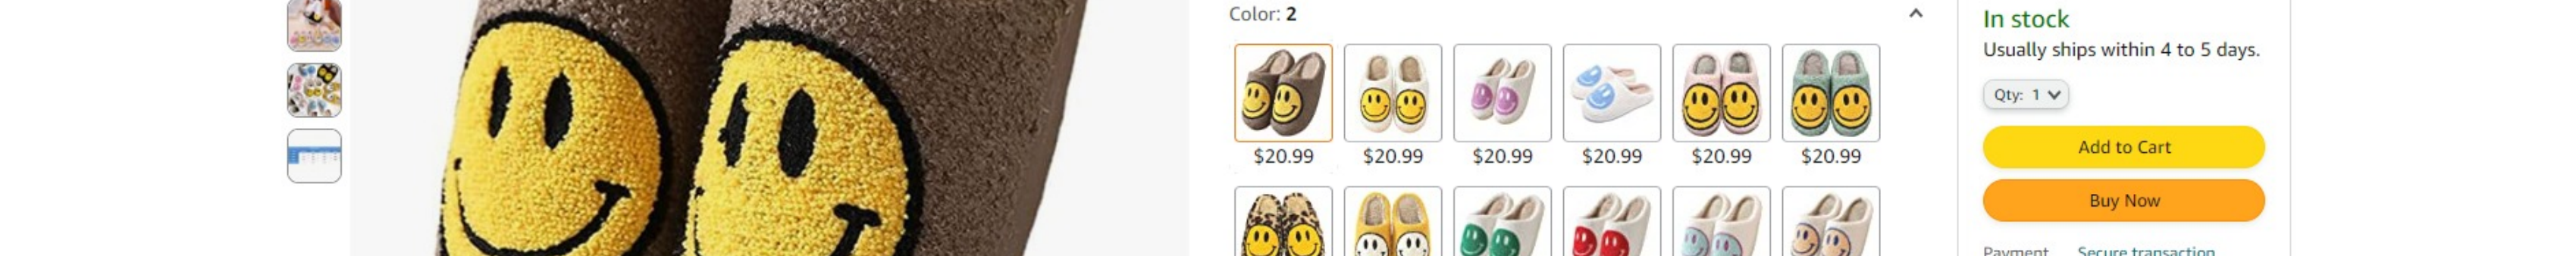 Color: 2
$20.99
$20.99
$20.99
$20.99
$20.99
$20.99
In stock
Usually ships within 4 to 5 days.
Qty: 1
Add to Cart
Buy Now
Payment Secure transaction